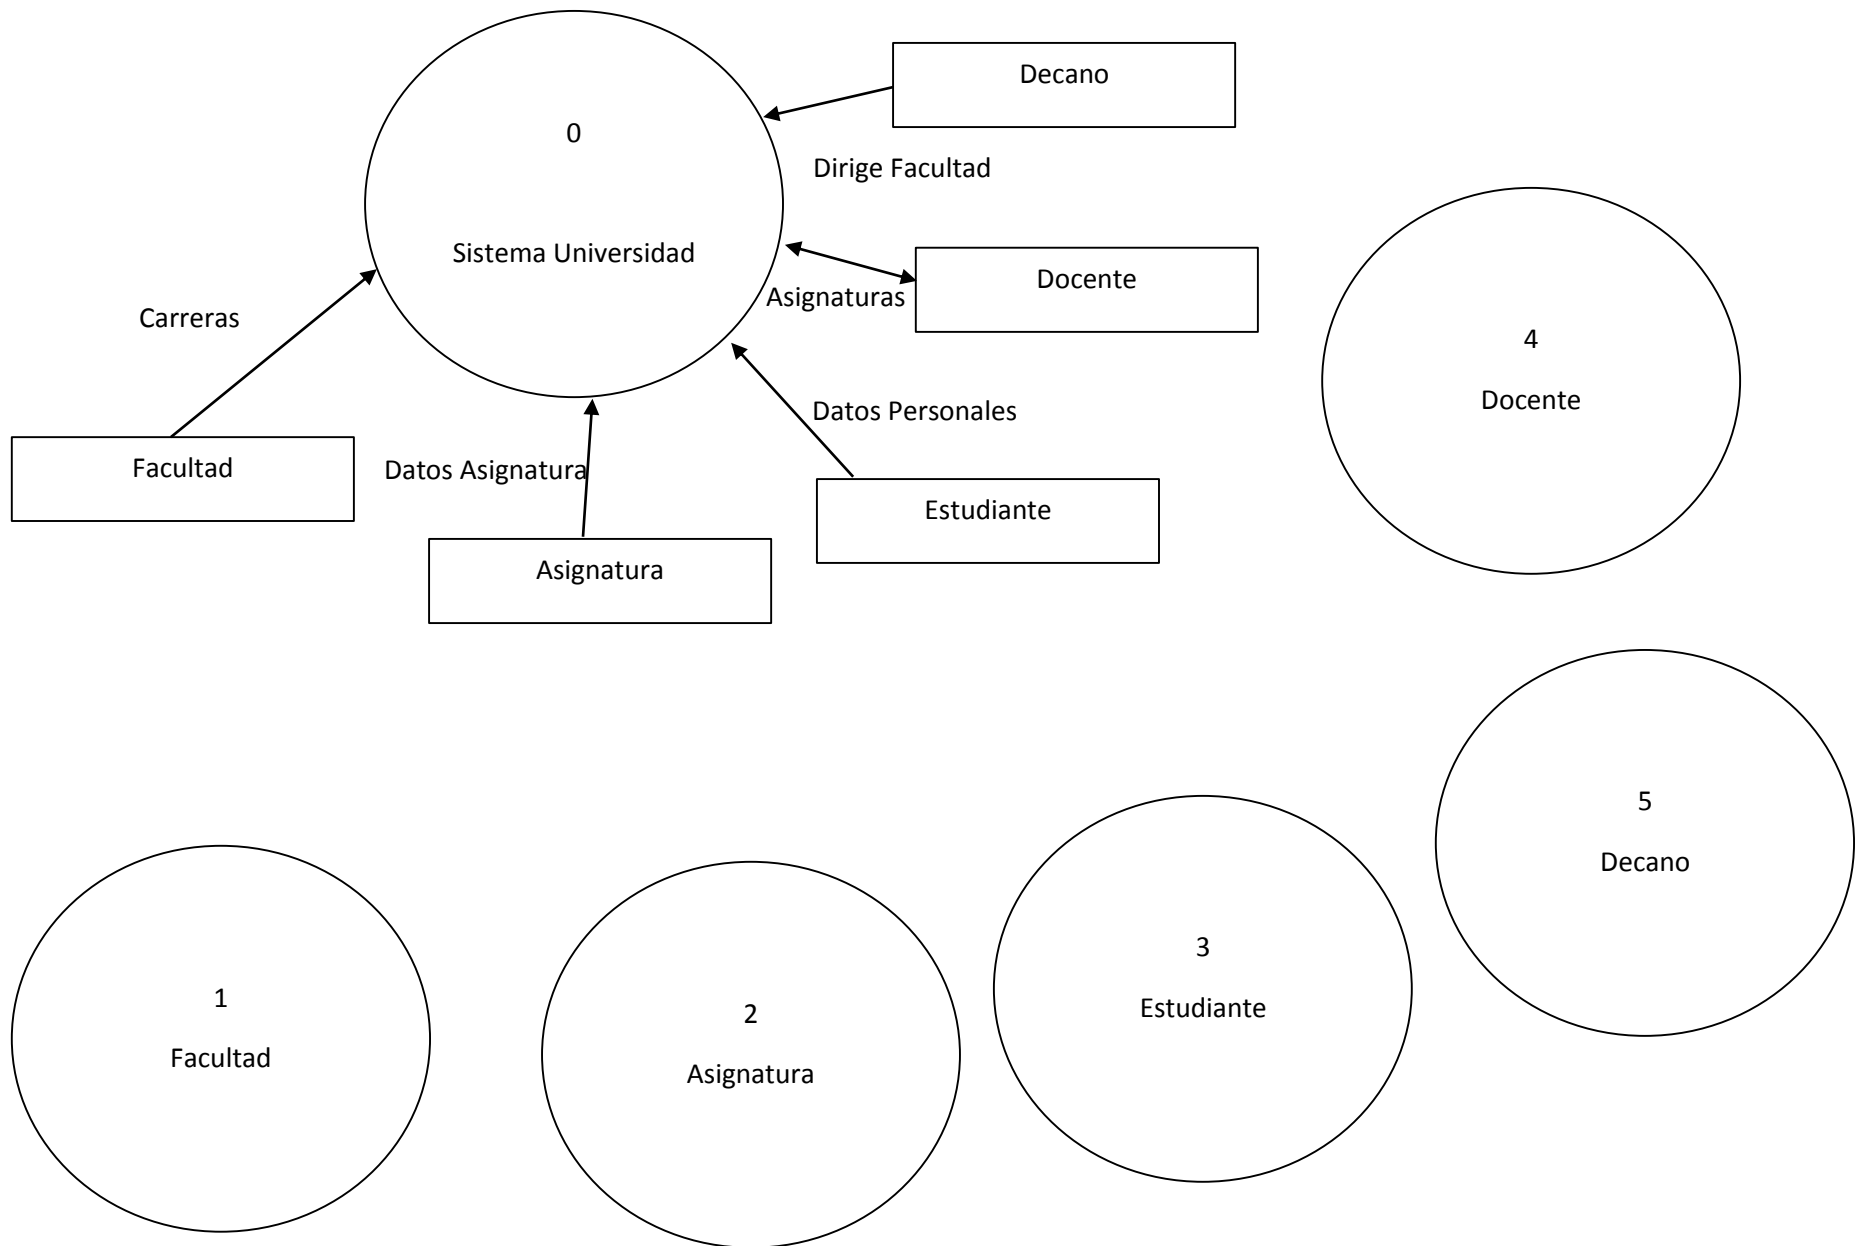 0
Sistema Universidad
Decano
Dirige Facultad
Docente
Asignaturas
Carreras
Datos Personales
Facultad
Datos Asignatura
Estudiante
Asignatura
4
Docente
5
Decano
3
Estudiante
1
Facultad
2
Asignatura